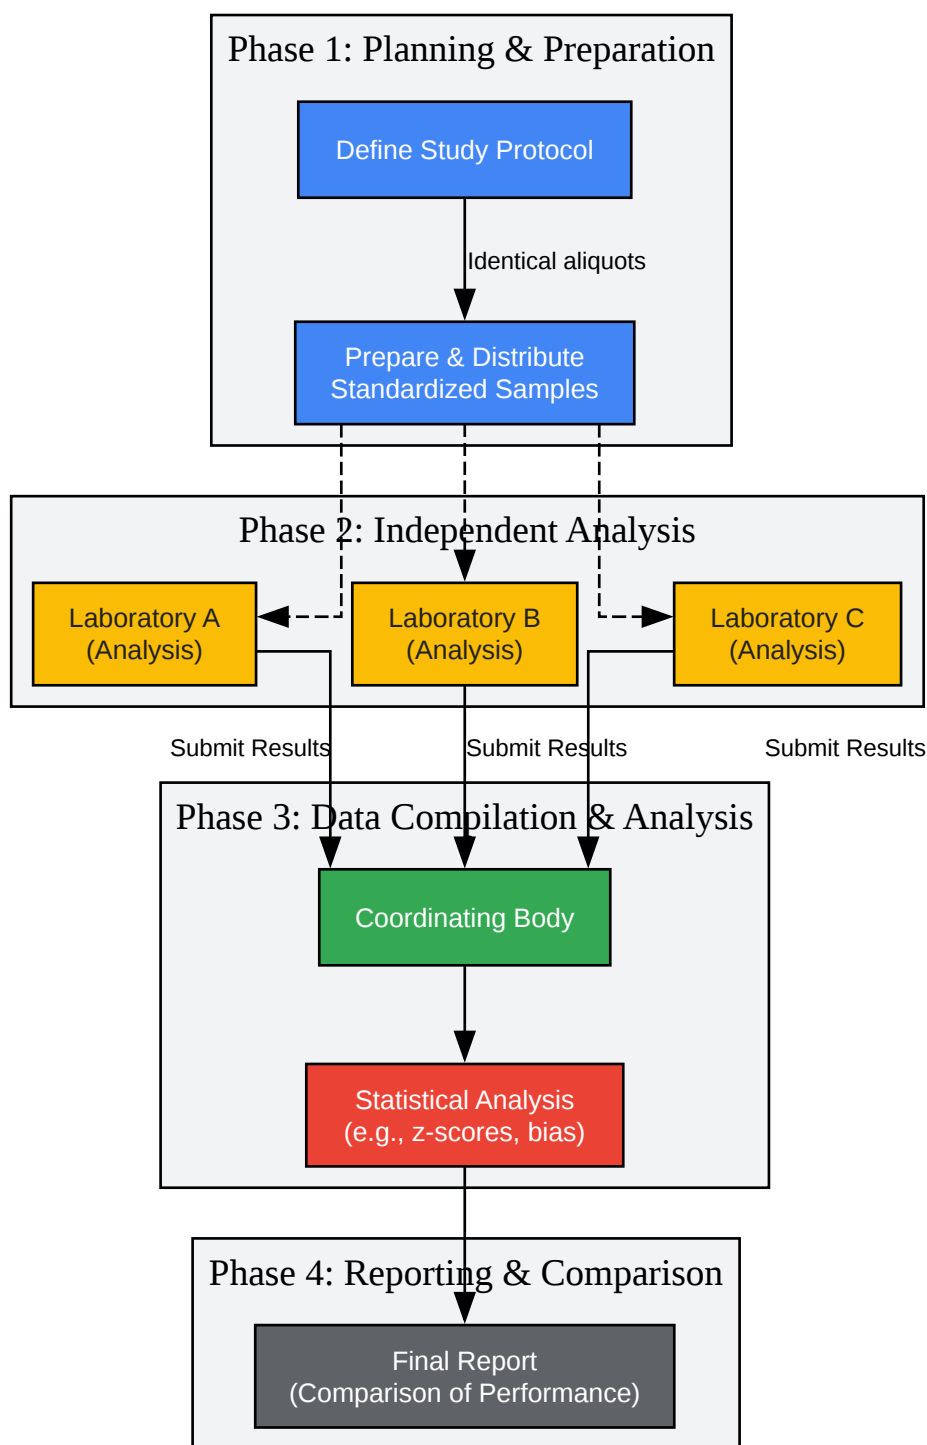 Phase 1: Planning & Preparation
Define Study Protocol
Identical aliquots
Prepare & Distribute
Standardized Samples
Phase 2: Independent Analysis
Laboratory A
(Analysis)
Laboratory B
(Analysis)
Laboratory C
(Analysis)
Submit Results
Submit Results
Submit Results
Phase 3: Data Compilation & Analysis
Coordinating Body
Statistical Analysis
(e.g., z-scores, bias)
Phase 4: Reporting & Comparison
Final Report
(Comparison of Performance)